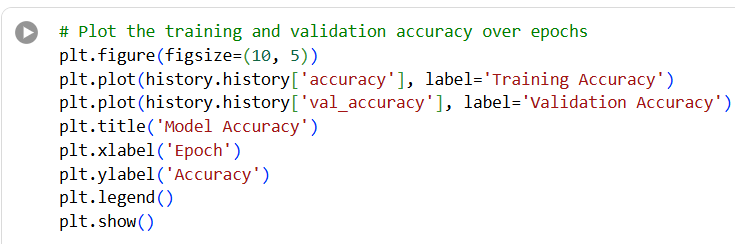 # Plot the training and validation accuracy over epochs
plt.figure(figsize=(10, 5))
plt.plot(history.history['accuracy'], label='Training Accuracy')
plt.plot(history.history['val_accuracy'], label='Validation Accuracy')
plt.title('Model Accuracy')
plt.xlabel('Epoch')
plt.ylabel('Accuracy')
plt.legend()
plt.show()